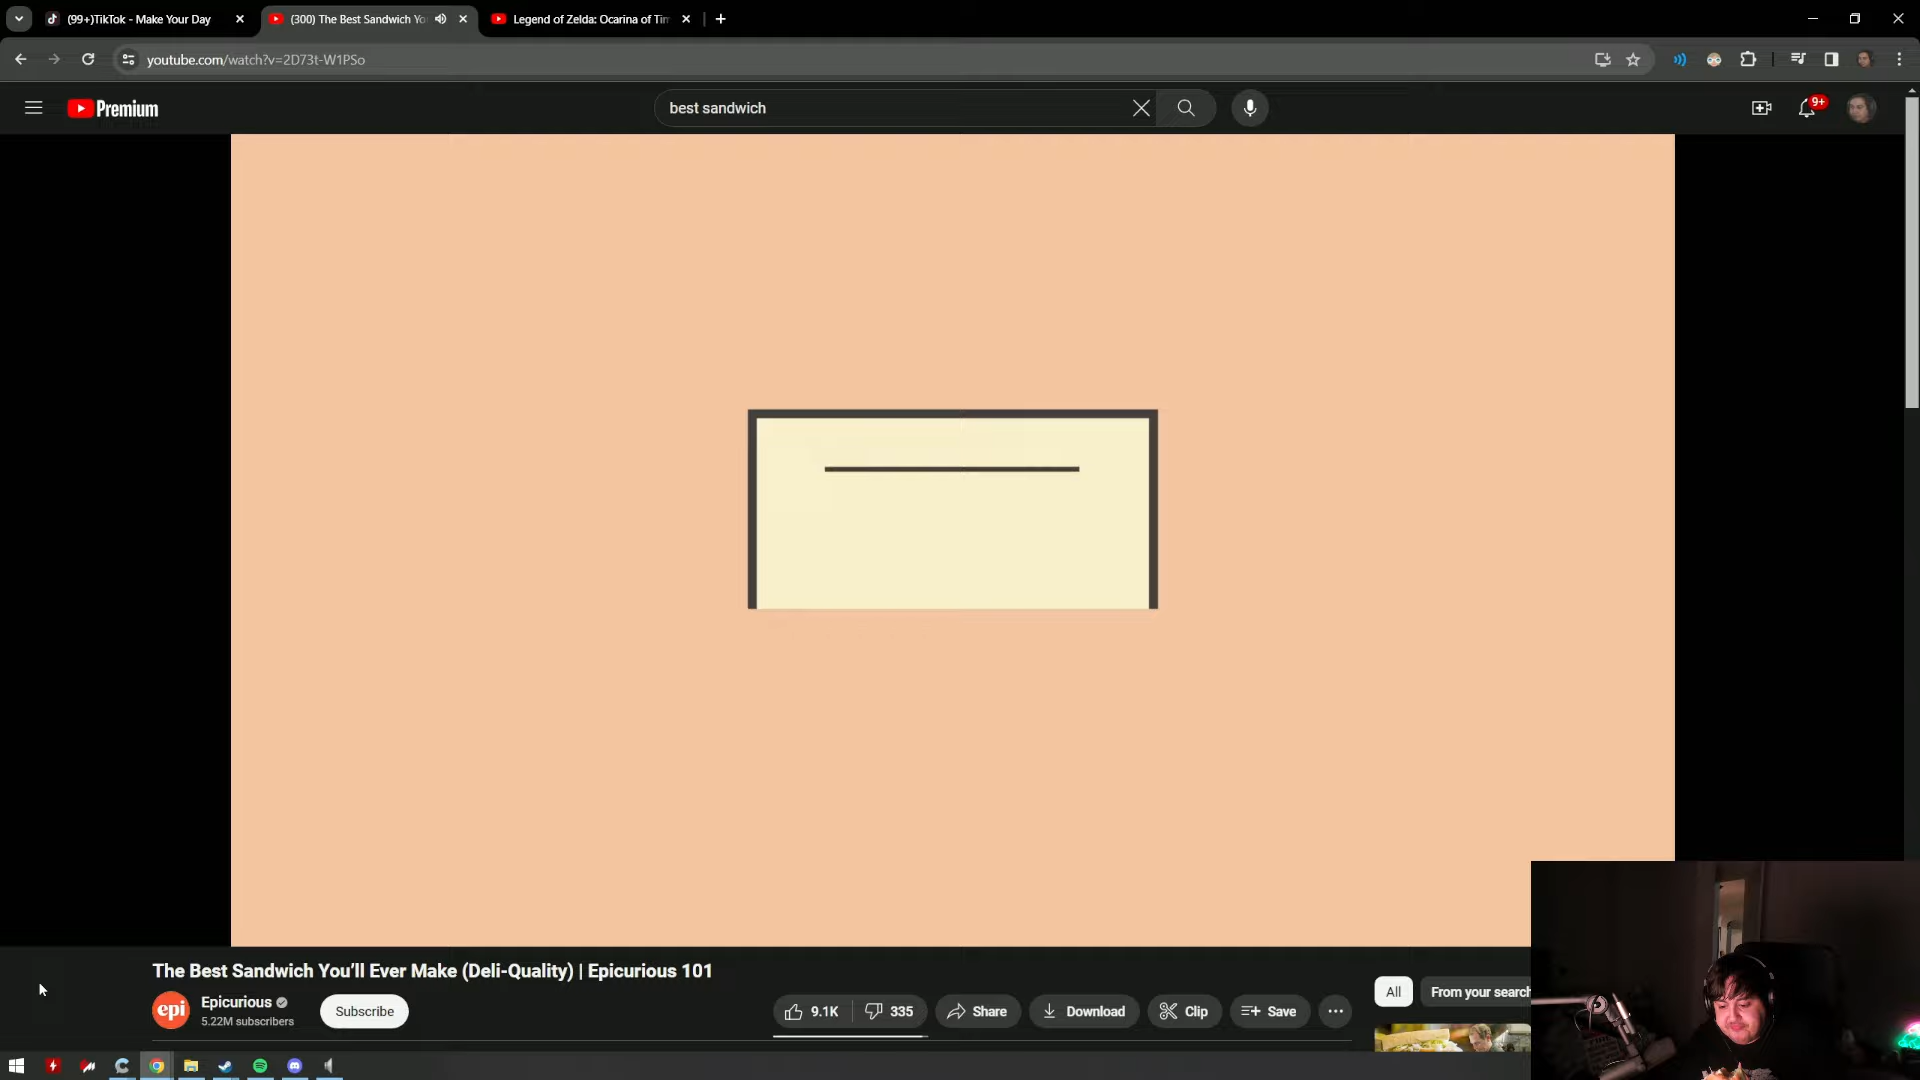 (99+)TikTok - Make Your Day
(300) The Best Sandwich Yo
Legend of Zelda: Ocarina of Tim
youtube.com/watch?v=2D73t-W1PSo
Premium
best sandwich
9+
The Best Sandwich You'll Ever Make (Deli-Quality) | Epicurious 101
epi
Epicurious
5.22M subscribers
Subscribe
9.1K
335
Share
Download
Clip
Save
All
From your search